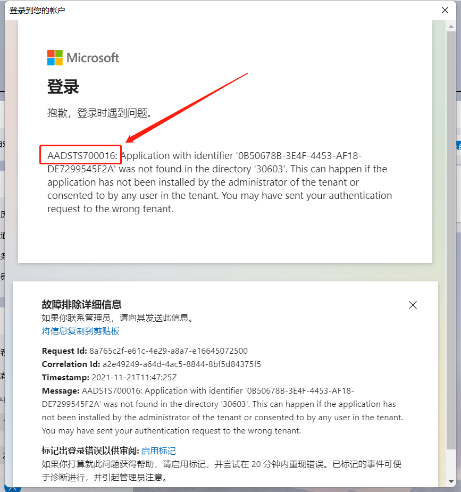 登录到您的帐户
Microsoft
登录
抱歉，登录时遇到问题。
AADSTS700016: Application with identifier '0B50678B-3E4F-4453-AF18-
DE7299545F2A' was not found in the directory '30603'. This can happen if the
application has not been installed by the administrator of the tenant or
consented to by any user in the tenant. You may have sent your authentication
request to the wrong tenant.
故障排除详细信息
如果你联系管理员，请向其发送此信息。
将信息复制到剪贴板
Request Id: 8a765c2f-e61c-4e29-a8a7-e16645072500
Correlation Id: a2e49249-a64d-4ac5-8844-8bf5d84375f5
Timestamp: 2021-11-21T11:47:25Z
Message: AADSTS700016: Application with identifier '0B50678B-3E4F-4453-AF18-
DE7299545F2A' was not found in the directory '30603'. This can happen if the application has
not been installed by the administrator of the tenant or consented to by any user in the tenant.
You may have sent your authentication request to the wrong tenant.
标记出登录错误以供审阅: 启用标记
如果你打算就此问题获得帮助，请启用标记，并尝试在 20 分钟内重现错误。已标记的事件可便
于诊断进行，并引起管理员注意。